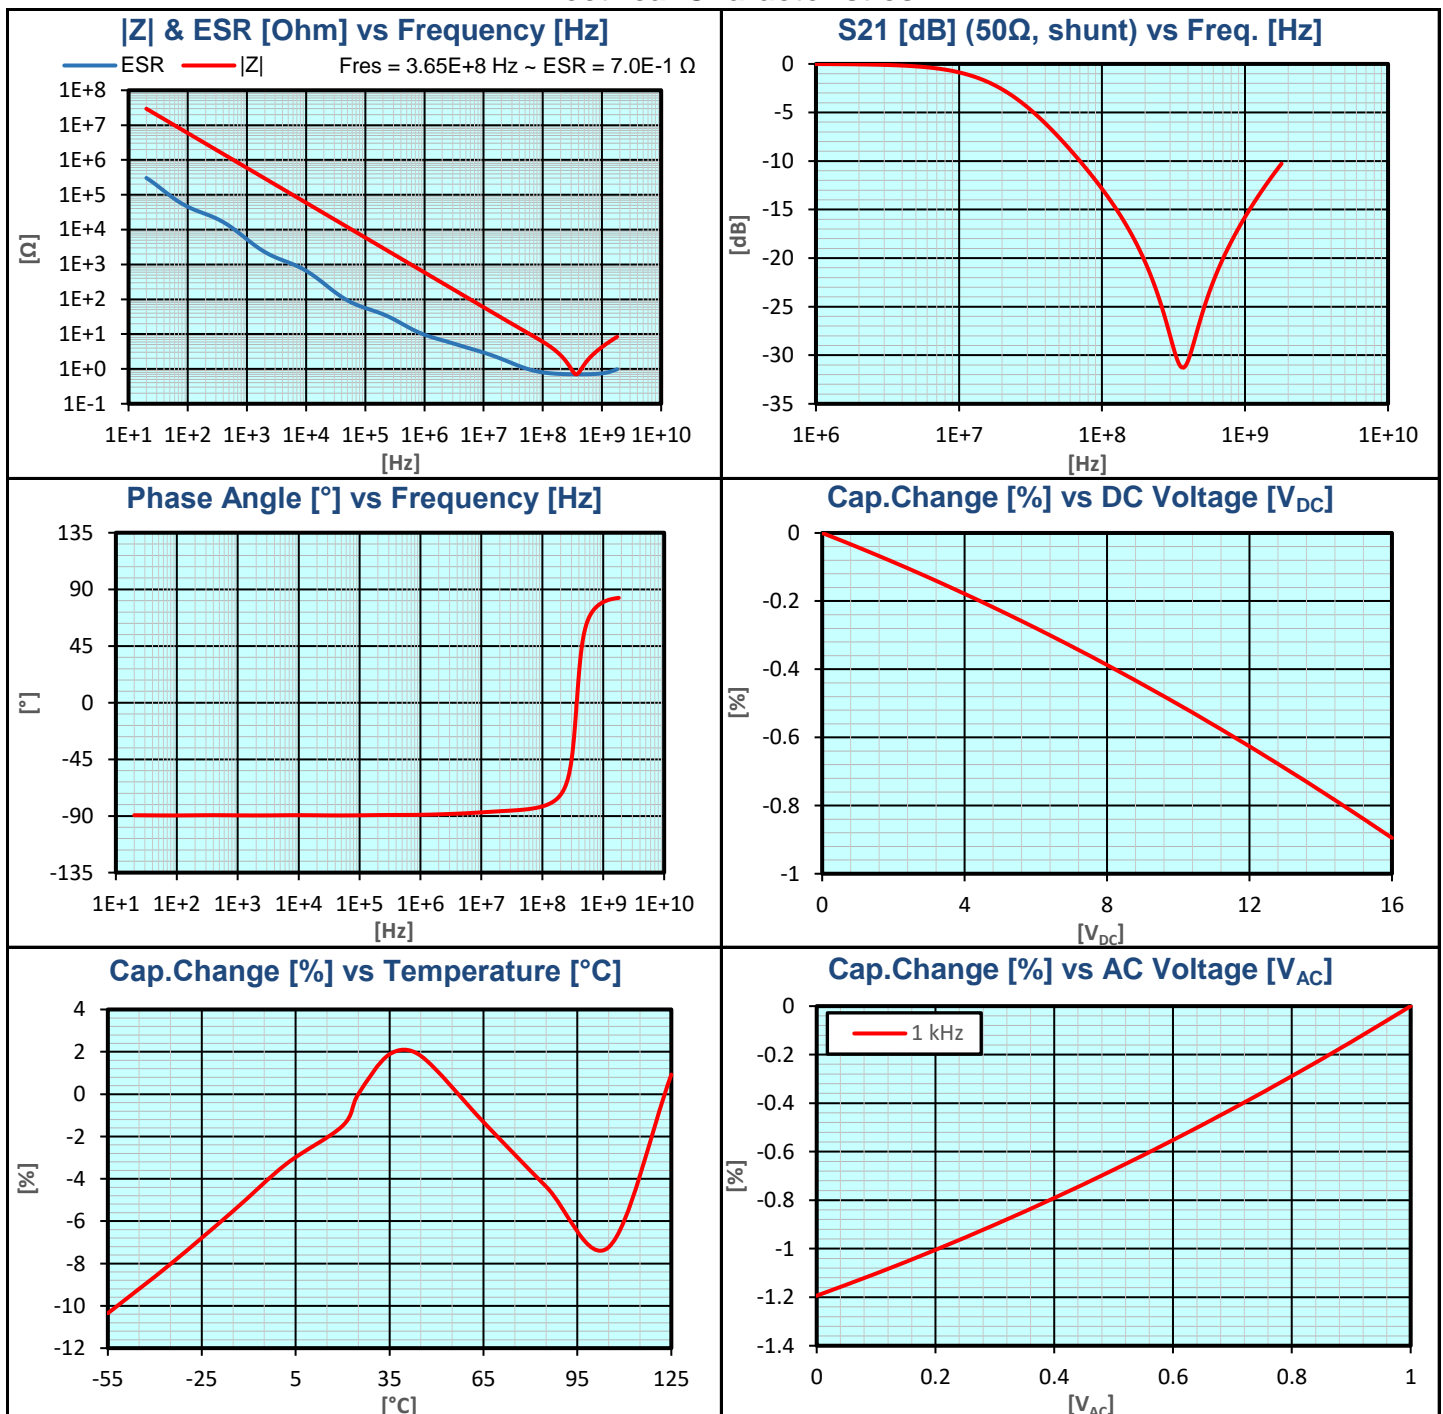 |Z| & ESR [Ohm] vs Frequency [Hz]
ESR |Z| Fres = 3.65E+8 Hz ~ ESR = 7.0E-1 Ω
1E+8
1E+7
1E+6
1E+5
1E+4
1E+3
1E+2
1E+1
1E+0
1E-1
[Ω]
1E+1 1E+2 1E+3 1E+4 1E+5 1E+6 1E+7 1E+8 1E+9 1E+10
[Hz]
S21 [dB] (50Ω, shunt) vs Freq. [Hz]
0
-5
-10
-15
-20
-25
-30
-35
[dB]
1E+6 1E+7 1E+8 1E+9 1E+10
[Hz]
Phase Angle [°] vs Frequency [Hz]
135
90
45
0
-45
-90
-135
[°]
1E+1 1E+2 1E+3 1E+4 1E+5 1E+6 1E+7 1E+8 1E+9 1E+10
[Hz]
Cap.Change [%] vs DC Voltage [VDC]
0
-0.2
-0.4
-0.6
-0.8
-1
[%]
0 4 8 12 16
[VDC]
Cap.Change [%] vs Temperature [°C]
4
2
0
-2
-4
-6
-8
-10
-12
[%]
-55 -25 5 35 65 95 125
[°C]
Cap.Change [%] vs AC Voltage [VAC]
1 kHz
0
-0.2
-0.4
-0.6
-0.8
-1
-1.2
-1.4
[%]
0 0.2 0.4 0.6 0.8 1
[VAC]